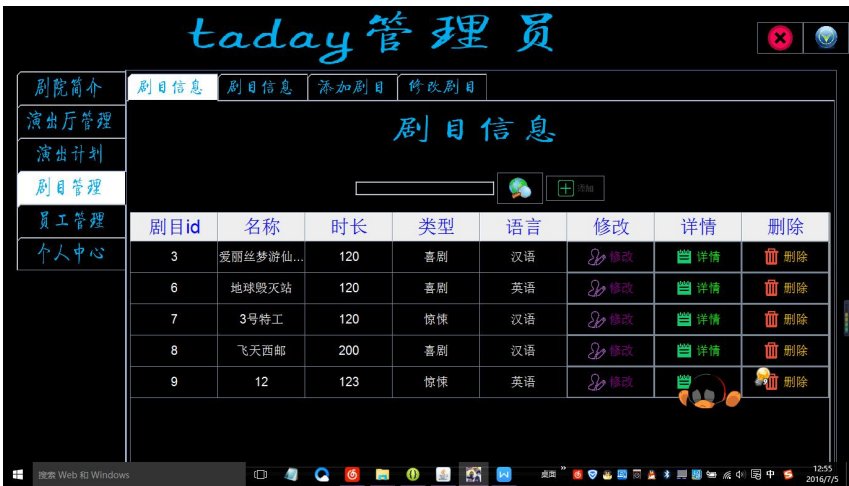 taday管理员
剧院简介
演出厅管理
演出计划
剧目管理
员工管理
个人中心
剧目信息 剧目信息 添加剧目 修改剧目
剧目信息
添加
剧目id 名称 时长 类型 语言 修改 详情 删除
3 爱丽丝梦游仙... 120 喜剧 汉语 修改 详情 删除
6 地球毁灭站 120 喜剧 英语 修改 详情 删除
7 3号特工 120 惊悚 汉语 修改 详情 删除
8 飞天西邮 200 喜剧 汉语 修改 详情 删除
9 12 123 惊悚 英语 修改 删除
搜索 Web 和 Windows 桌面 中 12:55
2016/7/5